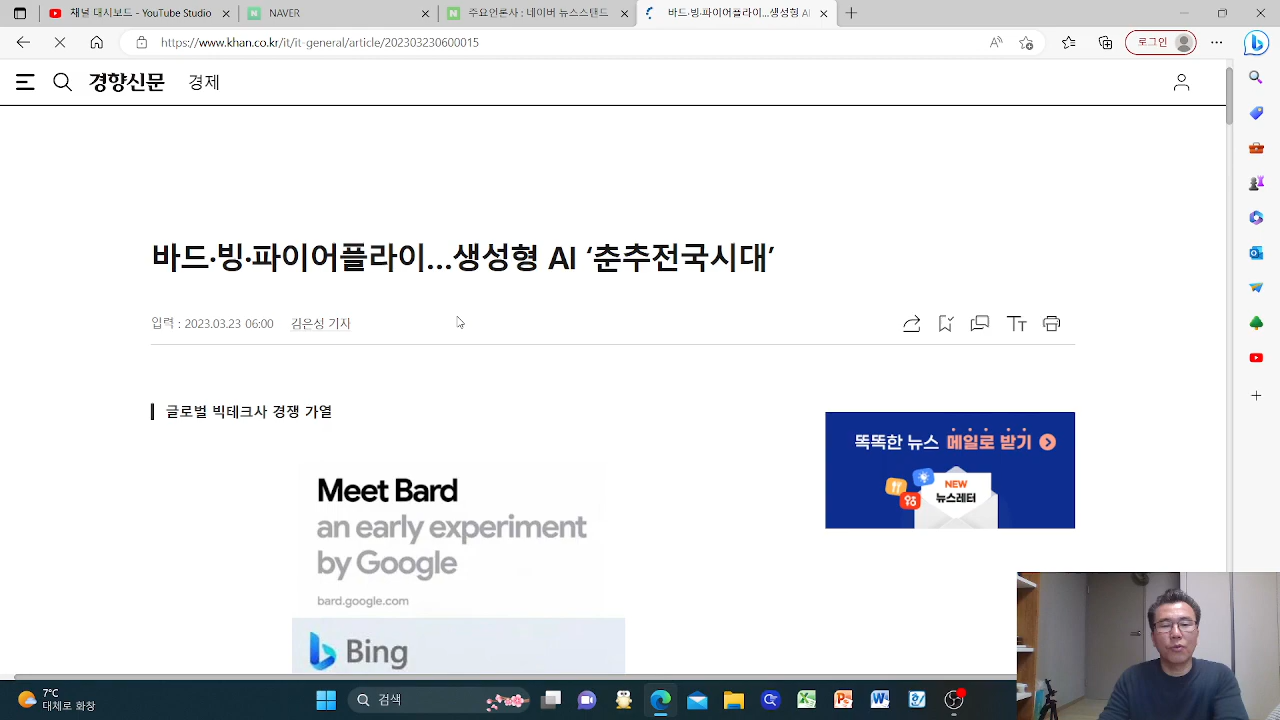 채널 대시보드 - YouTube Studio
NAVER
주요언론사 : 네이버 뉴스스탠드
바드·빙·파이어플라이…생성형 AI
https://www.khan.co.kr/it/it-general/article/202303230600015
로그인
경향신문
경제
바드·빙·파이어플라이…생성형 AI ‘춘추전국시대’
입력 : 2023.03.23 06:00
김은성 기자
글로벌 빅테크사 경쟁 가열
똑똑한 뉴스 메일로 받기
NEW
뉴스레터
Meet Bard
an early experiment
by Google
bard.google.com
Bing
7°C
대체로 화창
검색